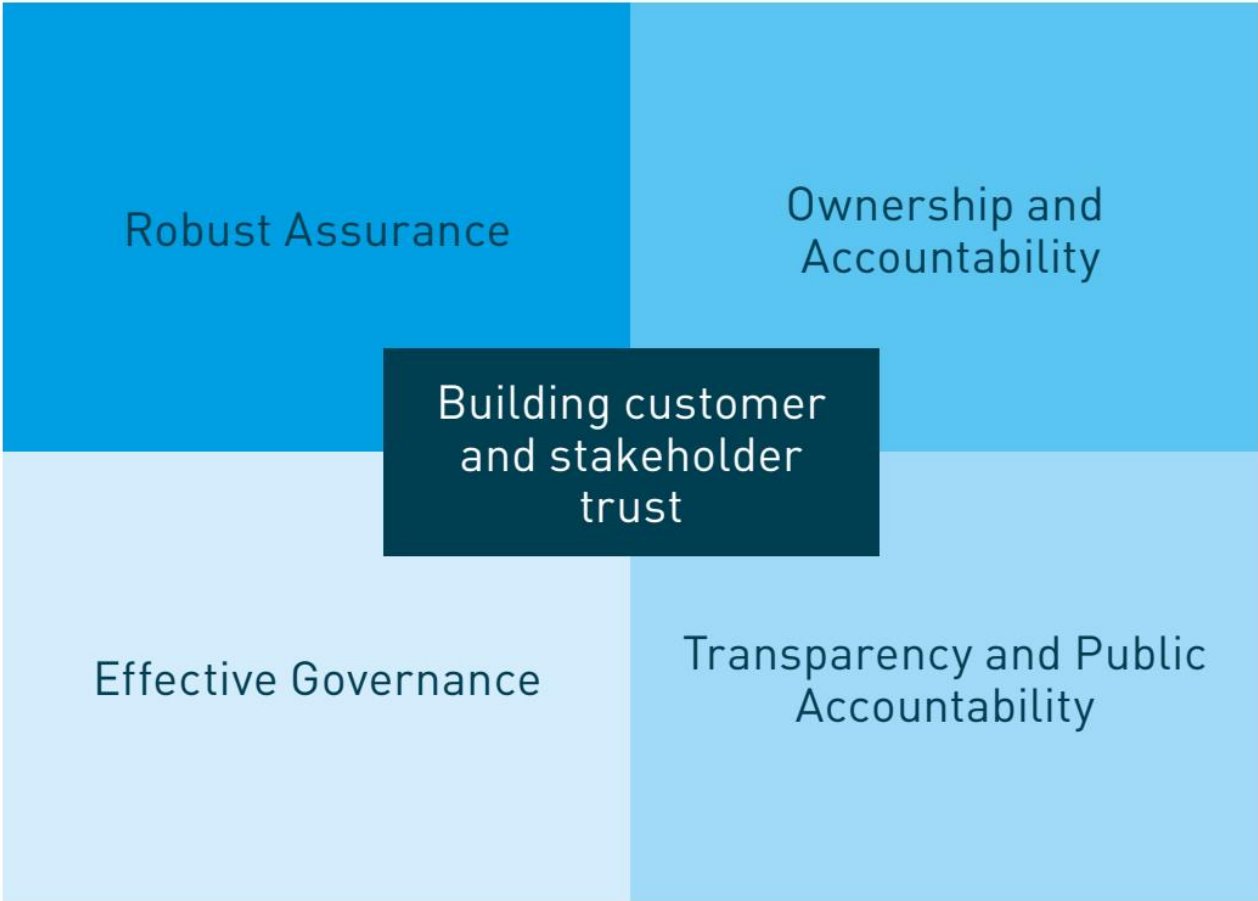 Robust Assurance
Ownership and
Accountability
Building customer
and stakeholder
trust
Effective Governance
Transparency and Public
Accountability